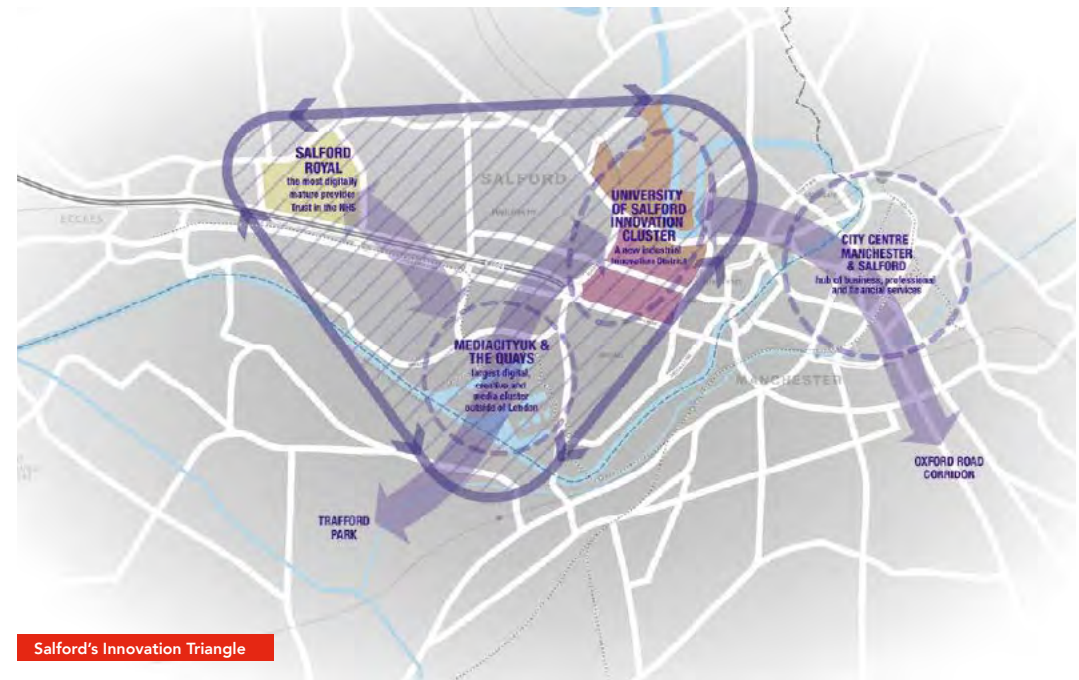 SALFORD
ROYAL
the most digitally
mature provider
Trust in the NHS
SALFORD
ECCLES
UNIVERSITY
OF SALFORD
INNOVATION
CLUSTER
A new industrial
Innovation District
CITY CENTRE
MANCHESTER
& SALFORD
hub of business, professional
and financial services
MEDIACITYUK &
THE QUAYS
largest digital,
creative and
media cluster
outside of London
MANCHESTER
OXFORD ROAD
CORRIDOR
TRAFFORD
PARK
Salford's Innovation Triangle